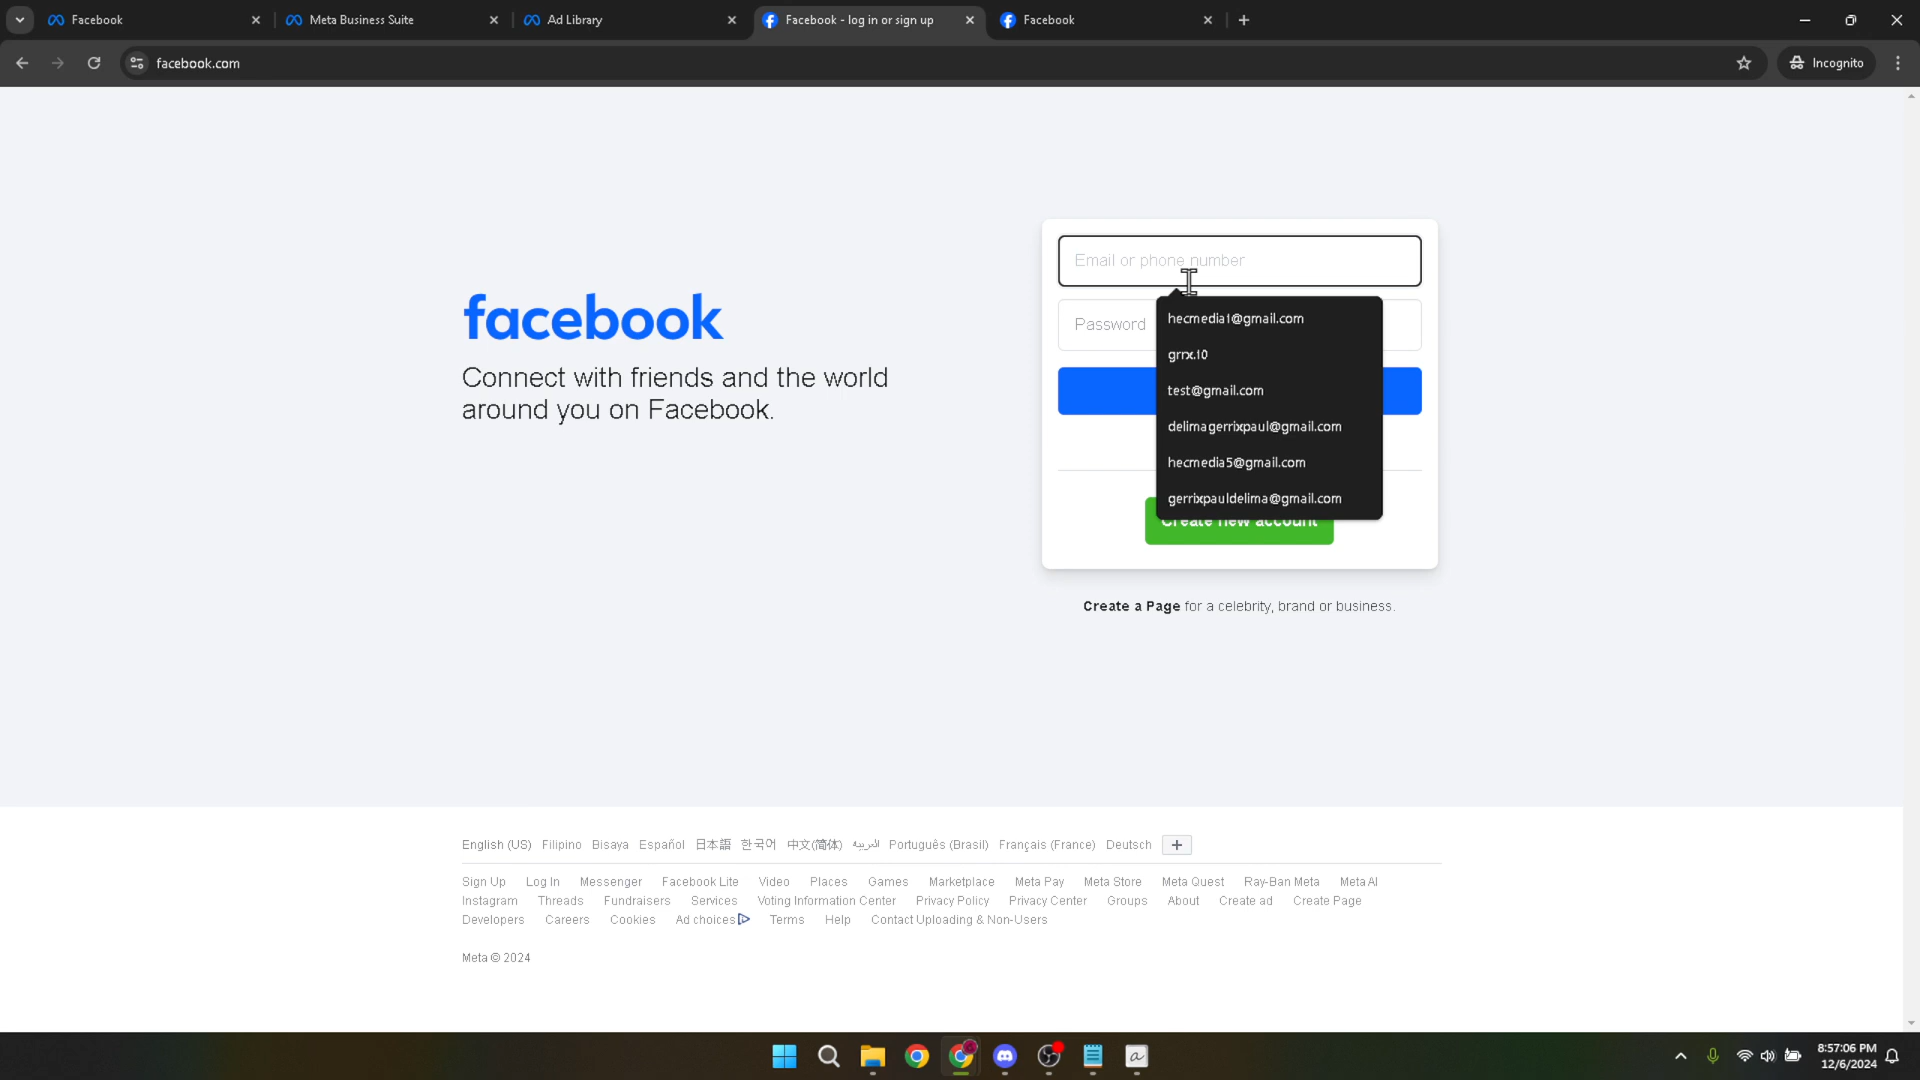 Facebook
Meta Business Suite
Ad Library
Facebook - log in or sign up
Facebook
facebook.com
Incognito
Email or phone number
hecmedia1@gmail.com
Password
grrx.10
test@gmail.com
delimagerrixpaul@gmail.com
hecmedia5@gmail.com
gerrixpauldelima@gmail.com
Create new account
facebook
Connect with friends and the world
around you on Facebook.
Create a Page for a celebrity, brand or business.
English (US) Filipino Bisaya Español 日本語 한국어 中文(简体) العربية Português (Brasil) Français (France) Deutsch +
Sign Up Log In Messenger Facebook Lite Video Places Games Marketplace Meta Pay Meta Store Meta Quest Ray-Ban Meta Meta AI
Instagram Threads Fundraisers Services Voting Information Center Privacy Policy Privacy Center Groups About Create ad Create Page
Developers Careers Cookies Ad choices Terms Help Contact Uploading & Non-Users
Meta © 2024
8:57:06 PM
12/6/2024